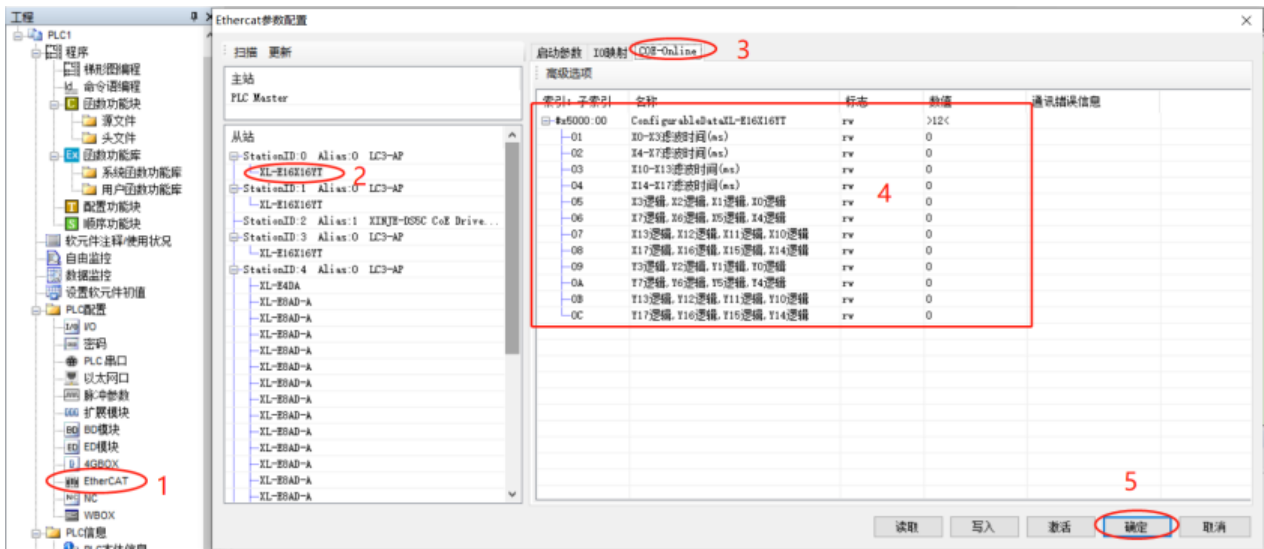 工程
PLC1
程序
梯形图编程
命令语编程
函数功能块
源文件
头文件
函数功能库
系统函数功能库
用户函数功能库
配置功能块
顺序功能块
软元件注释/使用状况
自由监控
数据监控
设置软元件初值
PLC配置
I/O
密码
PLC串口
以太网口
脉冲参数
扩展模块
BD模块
ED模块
4GBOX
EtherCAT
1
NC
WBOX
PLC信息
PLC本体信息
Ethercat参数配置
扫描 更新
主站
PLC Master
从站
StationID:0 Alias:0 LC3-AP
XL-E16X16YT
2
StationID:1 Alias:0 LC3-AP
XL-E16X16YT
StationID:2 Alias:1 XINJE-DS5C CoE Drive...
StationID:3 Alias:0 LC3-AP
XL-E16X16YT
StationID:4 Alias:0 LC3-AP
XL-E4DA
XL-E8AD-A
XL-E8AD-A
XL-E8AD-A
XL-E8AD-A
XL-E8AD-A
XL-E8AD-A
XL-E8AD-A
XL-E8AD-A
XL-E8AD-A
XL-E8AD-A
XL-E8AD-A
XL-E8AD-A
XL-E8AD-A
启动参数 IO映射 COE-Online
3
高级选项
索引: 子索引 名称 标志 数值 通讯错误信息
#x5000:00 ConfigurableDataXL-E16X16YT rw >12<
01 X0-X3滤波时间(ms) rw 0
02 X4-X7滤波时间(ms) rw 0
03 X10-X13滤波时间(ms) rw 0
04 X14-X17滤波时间(ms) rw 0
4
05 X3逻辑,X2逻辑,X1逻辑,X0逻辑 rw 0
06 X7逻辑,X6逻辑,X5逻辑,X4逻辑 rw 0
07 X13逻辑,X12逻辑,X11逻辑,X10逻辑 rw 0
08 X17逻辑,X16逻辑,X15逻辑,X14逻辑 rw 0
09 Y3逻辑,Y2逻辑,Y1逻辑,Y0逻辑 rw 0
0A Y7逻辑,Y6逻辑,Y5逻辑,Y4逻辑 rw 0
0B Y13逻辑,Y12逻辑,Y11逻辑,Y10逻辑 rw 0
0C Y17逻辑,Y16逻辑,Y15逻辑,Y14逻辑 rw 0
5
读取 写入 激活 确定 取消